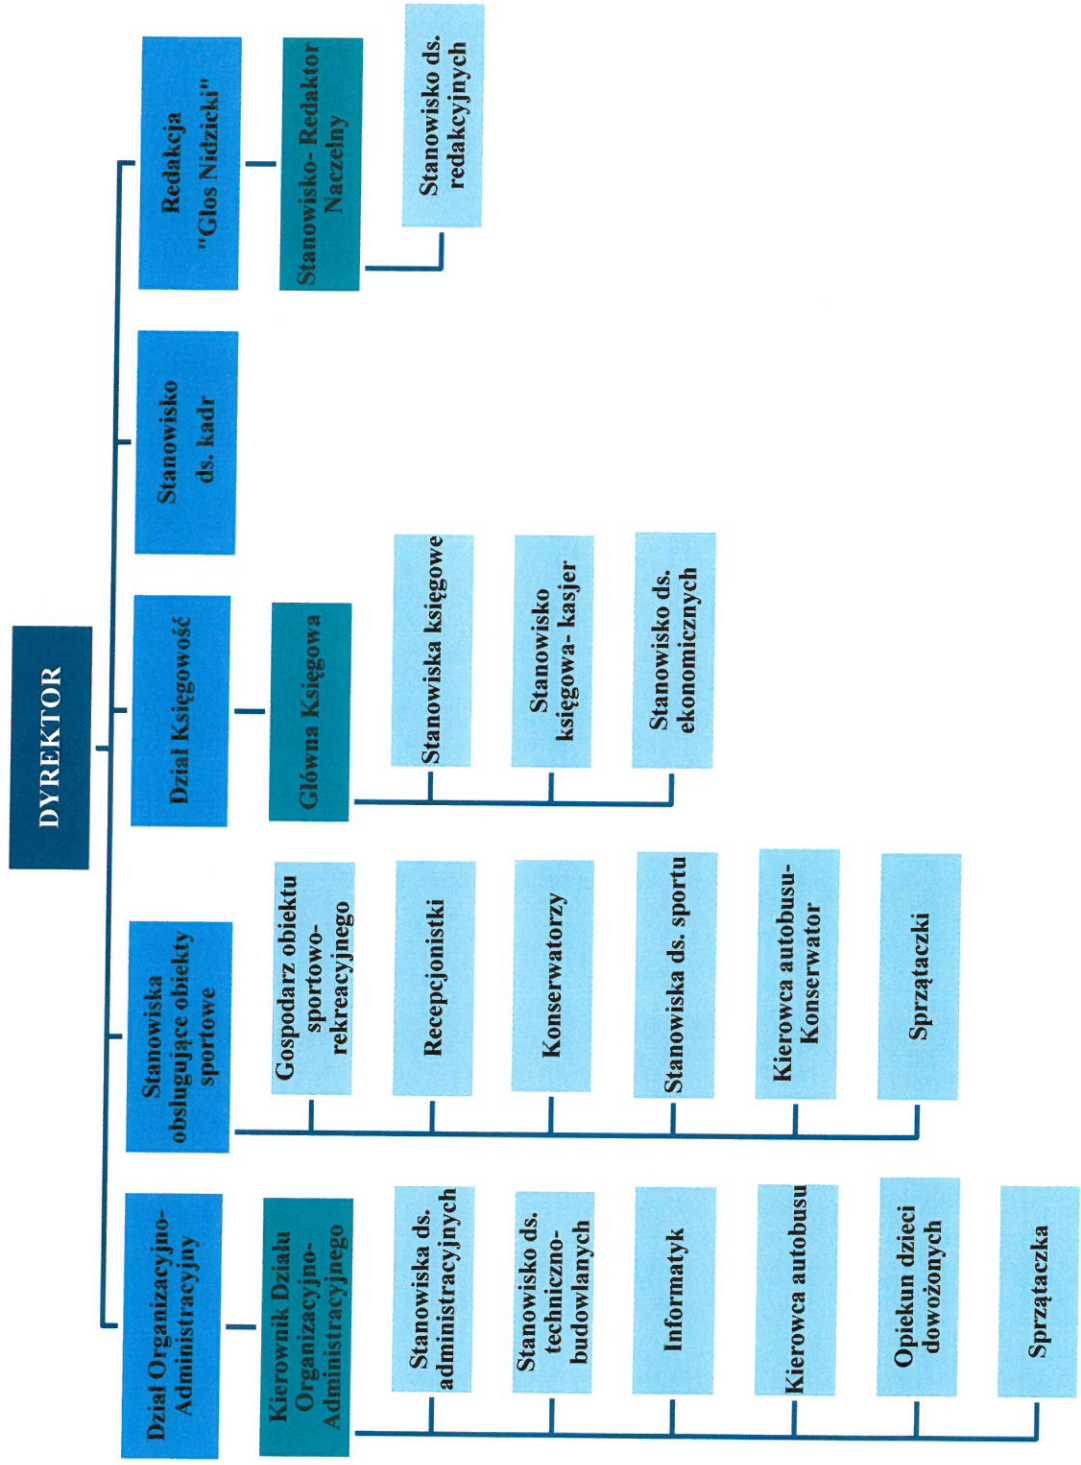 DYREKTOR
Dział Organizacyjno-
Administracyjny
Kierownik Działu
Organizacyjno-
Administracyjnego
Stanowiska ds.
administracyjnych
Stanowisko ds.
techniczno-
budowlanych
Informatyk
Kierowca autobusu
Opiekun dzieci
dowożonych
Sprzątaczka
Stanowiska
obsługujące obiekty
sportowe
Gospodarz obiektu
sportowo-
rekreacyjnego
Recepcjonistki
Konserwatorzy
Stanowiska ds. sportu
Kierowca autobusu-
Konserwator
Sprzątaczki
Dział Księgowość
Główna Księgowa
Stanowiska księgowe
Stanowisko
księgowa- kasjer
Stanowisko ds.
ekonomicznych
Stanowisko
ds. kadr
Redakcja
"Głos Nidzicki"
Stanowisko- Redaktor
Naczelny
Stanowisko ds.
redakcyjnych